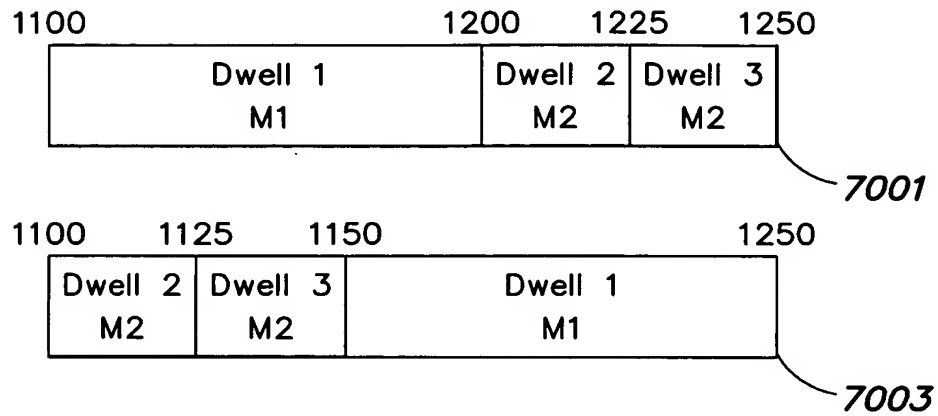 1100 1200 1225 1250
Dwell 1 Dwell 2 Dwell 3
M1 M2 M2
7001
1100 1125 1150 1250
Dwell 2 Dwell 3 Dwell 1
M2 M2 M1
7003